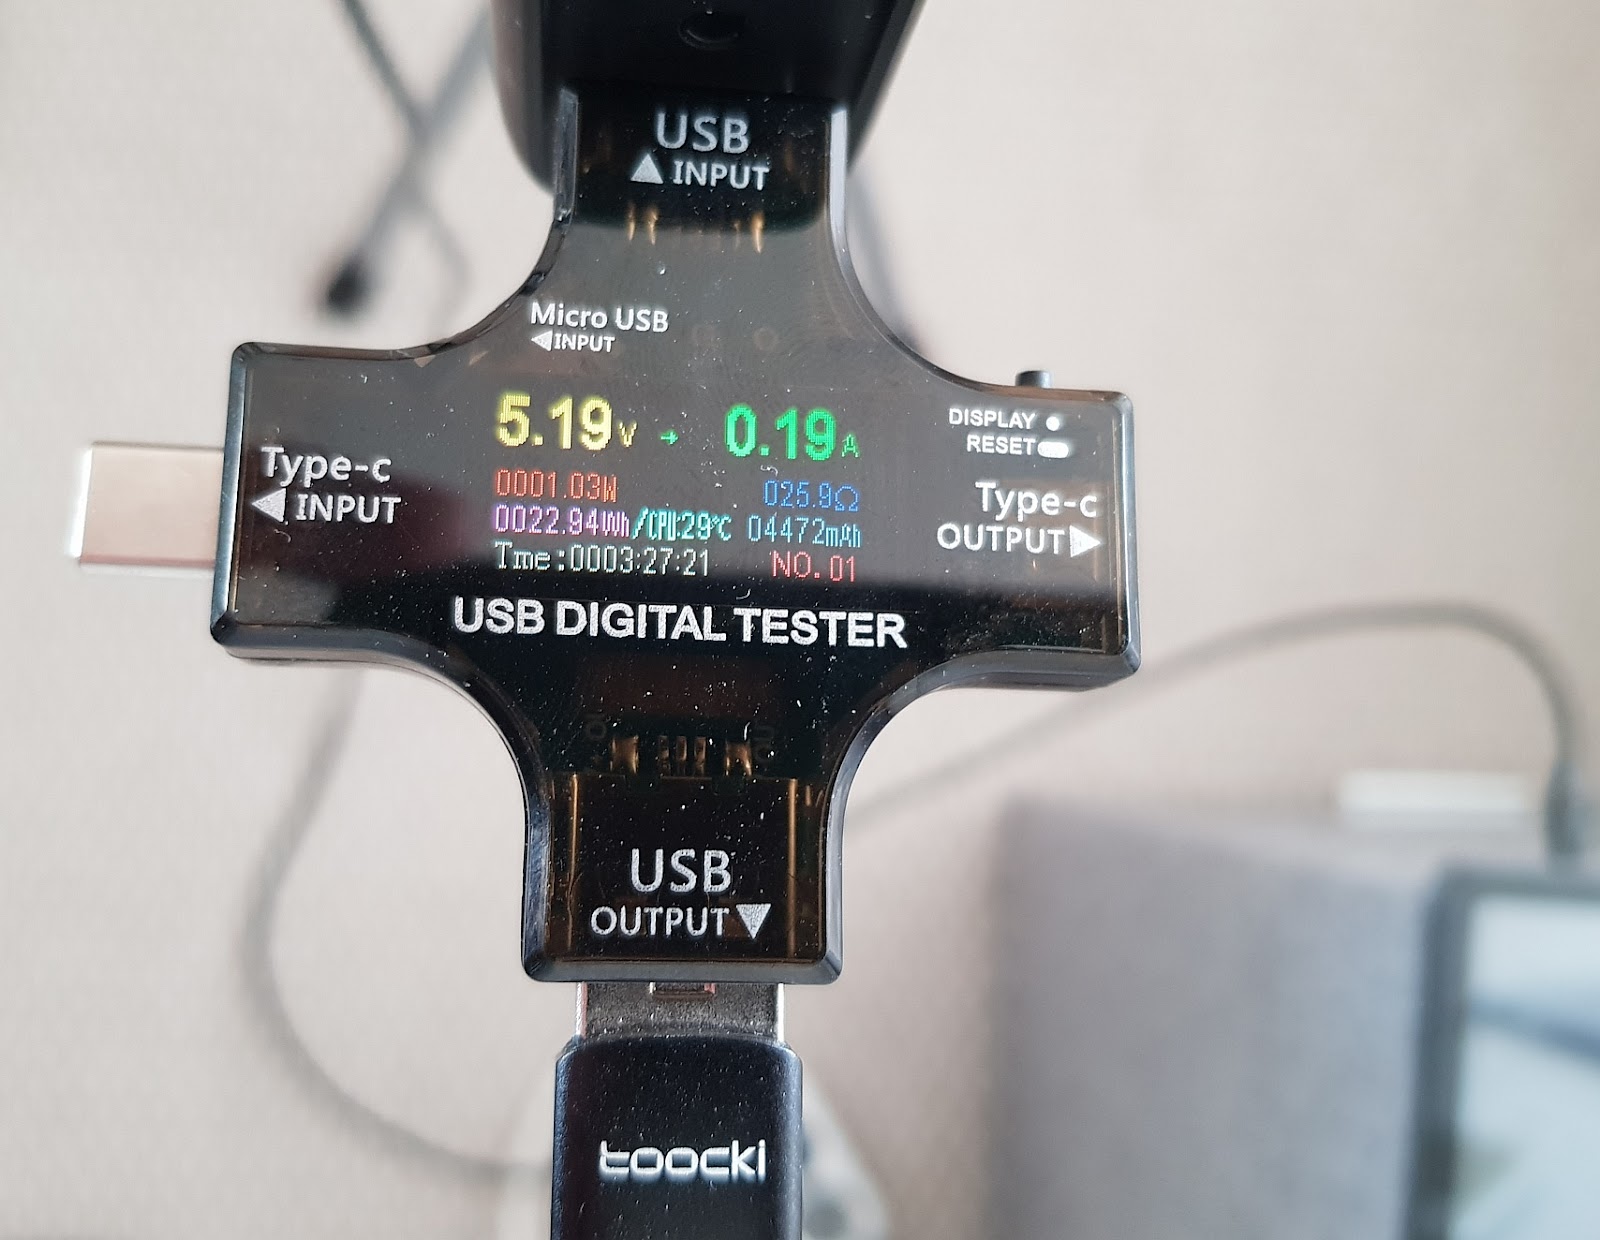 USB
▲ INPUT
Micro USB
◀INPUT
5.19V → 0.19A
0001.03W 025.9Ω
0022.94Wh/CPU:29℃ 04472mAh
Tme:0003:27:21 NO.01
DISPLAY ●
RESET
Type-c
◀ INPUT
Type-c
OUTPUT▶
USB DIGITAL TESTER
USB
OUTPUT▼
toocki